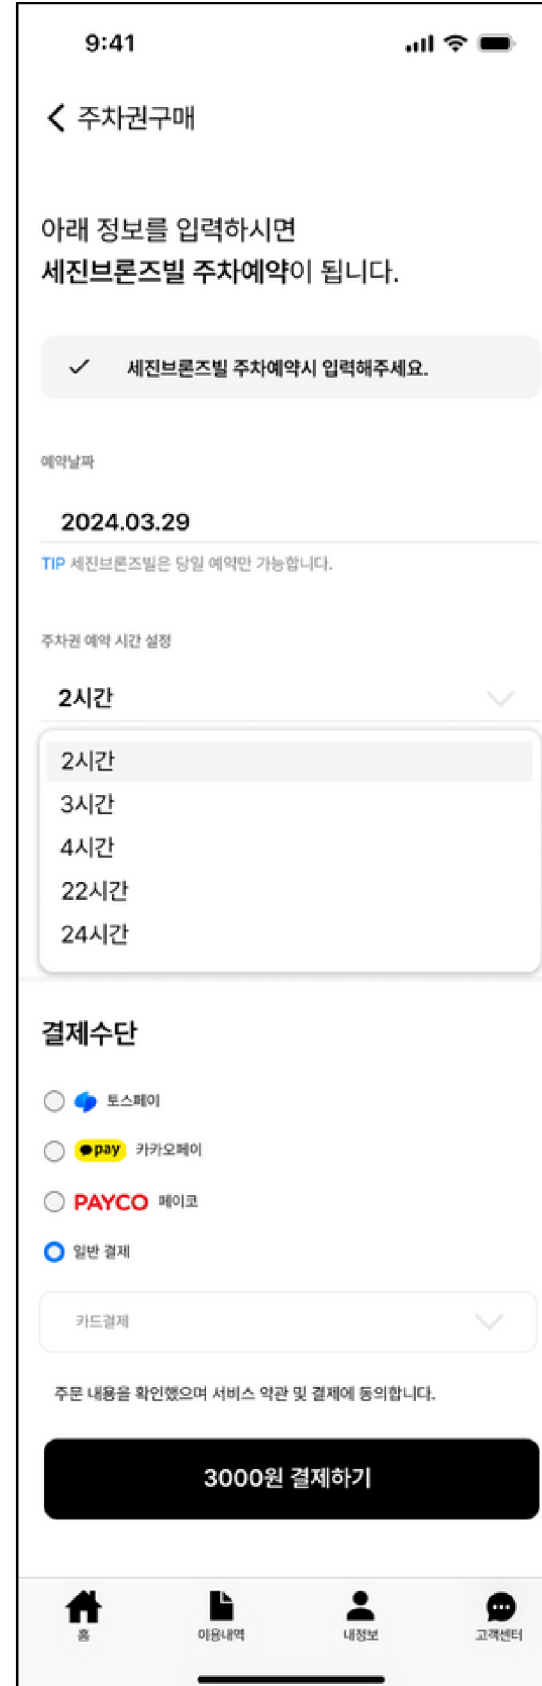 9:41
주차권구매
아래 정보를 입력하시면
세진브론즈빌 주차예약이 됩니다.
세진브론즈빌 주차예약시 입력해주세요.
예약날짜
2024.03.29
TIP 세진브론즈빌은 당일 예약만 가능합니다.
주차권 예약 시간 설정
2시간
2시간
3시간
4시간
22시간
24시간
결제수단
토스페이
pay 카카오페이
PAYCO 페이코
일반 결제
카드결제
주문 내용을 확인했으며 서비스 약관 및 결제에 동의합니다.
3000원 결제하기
홈 이용내역 내정보 고객센터